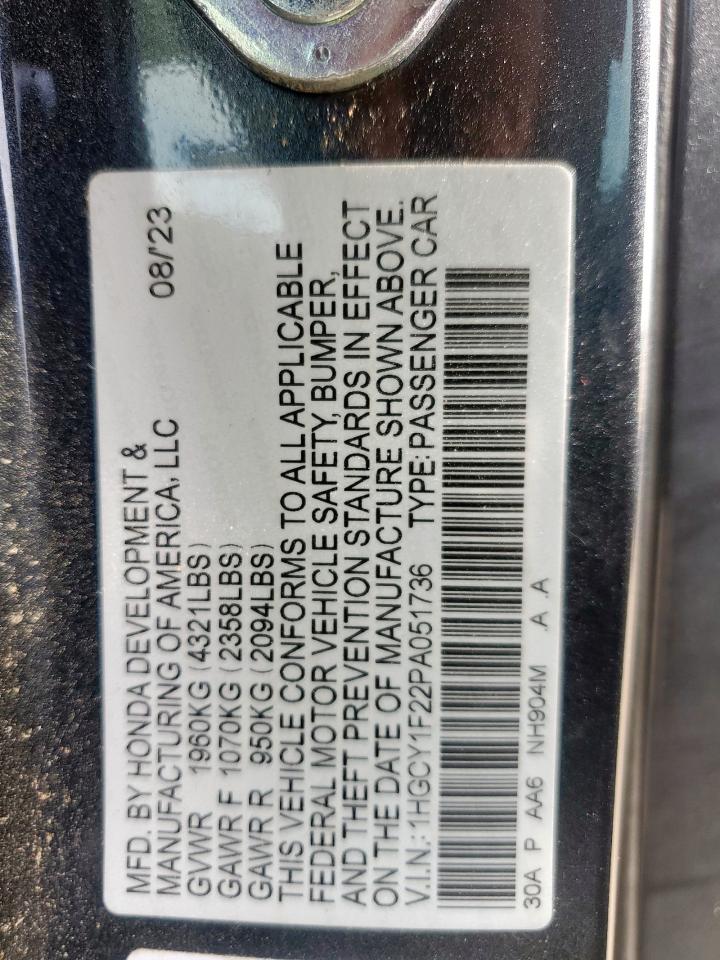 MFD. BY HONDA DEVELOPMENT &
MANUFACTURING OF AMERICA, LLC 08/'23
GVWR 1960KG (4321LBS)
GAWR F 1070KG (2358LBS)
GAWR R 950KG (2094LBS)
THIS VEHICLE CONFORMS TO ALL APPLICABLE
FEDERAL MOTOR VEHICLE SAFETY, BUMPER,
AND THEFT PREVENTION STANDARDS IN EFFECT
ON THE DATE OF MANUFACTURE SHOWN ABOVE.
V.I.N.: 1HGCY1F22PA051736 TYPE: PASSENGER CAR
30A P AA6 NH904M .A .A